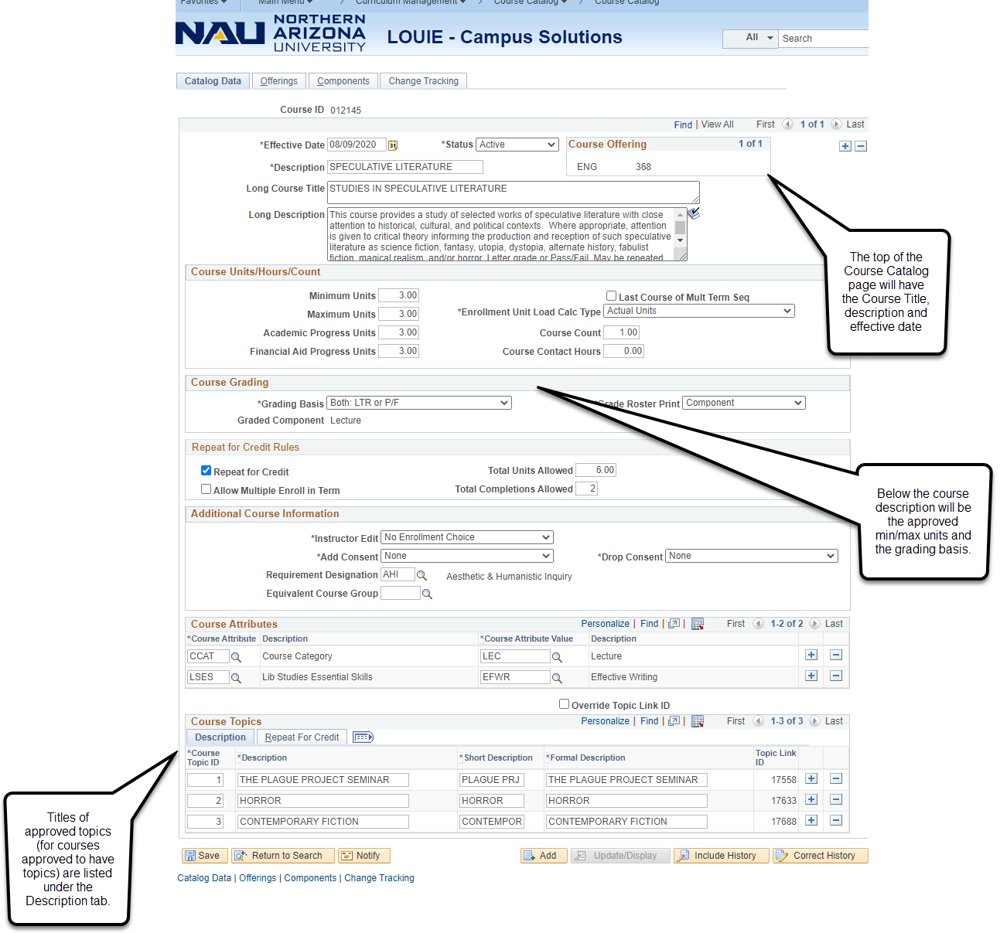 Favorites Main Menu > Curriculum Management > Course Catalog > Course Catalog
NAU NORTHERN ARIZONA UNIVERSITY
LOUIE - Campus Solutions
All Search
Catalog Data Offerings Components Change Tracking
Course ID 012145
Find | View All First 1 of 1 Last
*Effective Date 08/09/2020 31 *Status Active
Course Offering 1 of 1
*Description SPECULATIVE LITERATURE
ENG 368
Long Course Title STUDIES IN SPECULATIVE LITERATURE
Long Description This course provides a study of selected works of speculative literature with close
attention to historical, cultural, and political contexts. Where appropriate, attention
is given to critical theory informing the production and reception of such speculative
literature as science fiction, fantasy, utopia, dystopia, alternate history, fabulist
fiction, magical realism, and/or horror. Letter grade or Pass/Fail. May be repeated
The top of the
Course Catalog
page will have
the Course Title,
description and
effective date
Course Units/Hours/Count
Minimum Units 3.00 Last Course of Mult Term Seq
Maximum Units 3.00 *Enrollment Unit Load Calc Type Actual Units
Academic Progress Units 3.00 Course Count 1.00
Financial Aid Progress Units 3.00 Course Contact Hours 0.00
Course Grading
*Grading Basis Both: LTR or P/F Grade Roster Print Component
Graded Component Lecture
Repeat for Credit Rules
Repeat for Credit Total Units Allowed 6.00
Allow Multiple Enroll in Term Total Completions Allowed 2
Below the course
description will be
the approved
min/max units and
the grading basis.
Additional Course Information
*Instructor Edit No Enrollment Choice
*Add Consent None *Drop Consent None
Requirement Designation AHI Aesthetic & Humanistic Inquiry
Equivalent Course Group
Course Attributes Personalize | Find | | First 1-2 of 2 Last
*Course Attribute Description *Course Attribute Value Description
CCAT Course Category LEC Lecture
LSES Lib Studies Essential Skills EFWR Effective Writing
Override Topic Link ID
Course Topics Personalize | Find | | First 1-3 of 3 Last
Description Repeat For Credit
*Course Topic ID *Description *Short Description *Formal Description Topic Link ID
1 THE PLAGUE PROJECT SEMINAR PLAGUE PRJ THE PLAGUE PROJECT SEMINAR 17558
2 HORROR HORROR HORROR 17633
3 CONTEMPORARY FICTION CONTEMPOR CONTEMPORARY FICTION 17688
Titles of
approved topics
(for courses
approved to have
topics) are listed
under the
Description tab.
Save Return to Search Notify Add Update/Display Include History Correct History
Catalog Data | Offerings | Components | Change Tracking